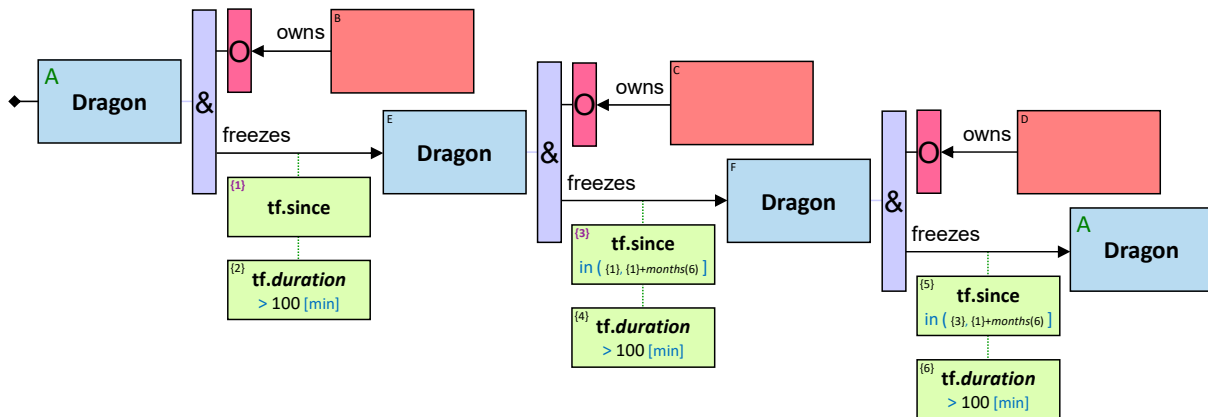 A
Dragon
&
O
owns
B
freezes
{1}
tf.since
{2}
tf.duration
> 100 [min]
E
Dragon
&
O
owns
C
freezes
{3}
tf.since
in ( {1}, {1}+months(6) ]
{4}
tf.duration
> 100 [min]
F
Dragon
&
O
owns
D
freezes
{5}
tf.since
in ( {3}, {1}+months(6) ]
{6}
tf.duration
> 100 [min]
A
Dragon